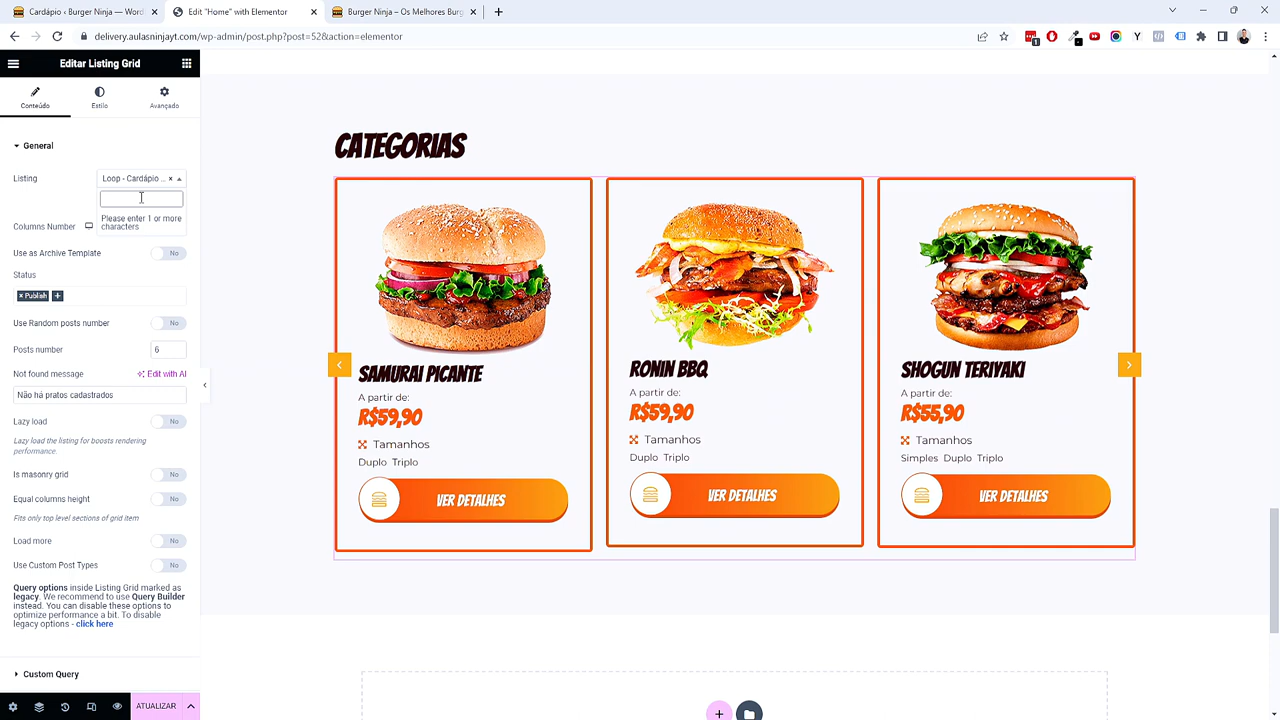 Cardápio ‹ Burger Ninja — Word
Edit "Home" with Elementor
Burger Ninja – Os Melhores Burg
delivery.aulasninjayt.com/wp-admin/post.php?post=52&action=elementor
Editar Listing Grid
Conteúdo
Estilo
Avançado
General
Listing
Loop - Cardápio ...
Please enter 1 or more
characters
Columns Number
Use as Archive Template
No
Status
× Publish +
Use Random posts number
No
Posts number
6
Not found message
Edit with AI
Não há pratos cadastrados
Lazy load
No
Lazy load the listing for boosts rendering
performance.
Is masonry grid
No
Equal columns height
No
Fits only top level sections of grid item
Load more
No
Use Custom Post Types
No
Query options inside Listing Grid marked as
legacy. We recommend to use Query Builder
instead. You can disable these options to
optimize performance a bit. To disable
legacy options - click here
Custom Query
ATUALIZAR
CATEGORIAS
SAMURAI PICANTE
A partir de:
R$59,90
Tamanhos
Duplo Triplo
VER DETALHES
RONIN BBQ
A partir de:
R$59,90
Tamanhos
Duplo Triplo
VER DETALHES
SHOGUN TERIYAKI
A partir de:
R$55,90
Tamanhos
Simples Duplo Triplo
VER DETALHES